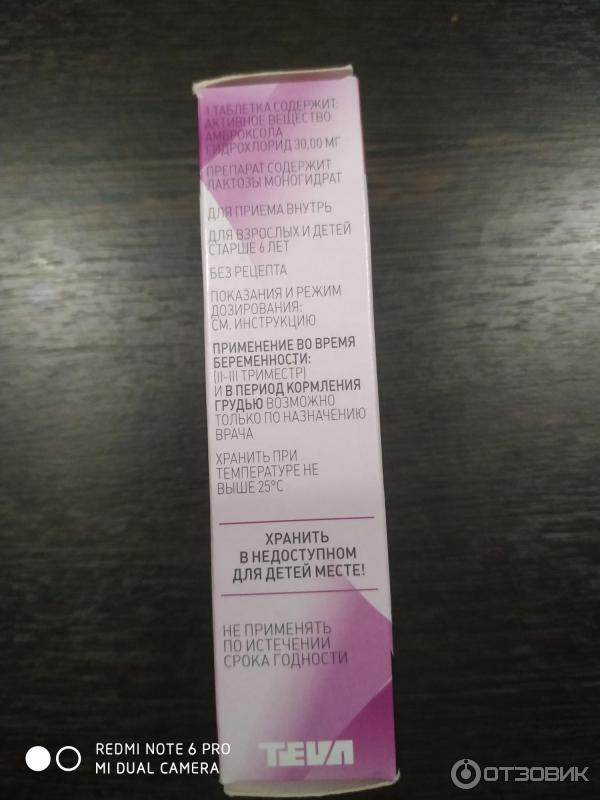 1 ТАБЛЕТКА СОДЕРЖИТ:
АКТИВНОЕ ВЕЩЕСТВО
АМБРОКСОЛА
ГИДРОХЛОРИД 30,00 МГ
ПРЕПАРАТ СОДЕРЖИТ
ЛАКТОЗЫ МОНОГИДРАТ
ДЛЯ ПРИЕМА ВНУТРЬ
ДЛЯ ВЗРОСЛЫХ И ДЕТЕЙ
СТАРШЕ 6 ЛЕТ
БЕЗ РЕЦЕПТА
ПОКАЗАНИЯ И РЕЖИМ
ДОЗИРОВАНИЯ:
СМ. ИНСТРУКЦИЮ
ПРИМЕНЕНИЕ ВО ВРЕМЯ
БЕРЕМЕННОСТИ:
(II-III ТРИМЕСТР)
И В ПЕРИОД КОРМЛЕНИЯ
ГРУДЬЮ ВОЗМОЖНО
ТОЛЬКО ПО НАЗНАЧЕНИЮ
ВРАЧА
ХРАНИТЬ ПРИ
ТЕМПЕРАТУРЕ НЕ
ВЫШЕ 25°С
ХРАНИТЬ
В НЕДОСТУПНОМ
ДЛЯ ДЕТЕЙ МЕСТЕ!
НЕ ПРИМЕНЯТЬ
ПО ИСТЕЧЕНИИ
СРОКА ГОДНОСТИ
TEVA
REDMI NOTE 6 PRO
MI DUAL CAMERA
ОТЗОВИК